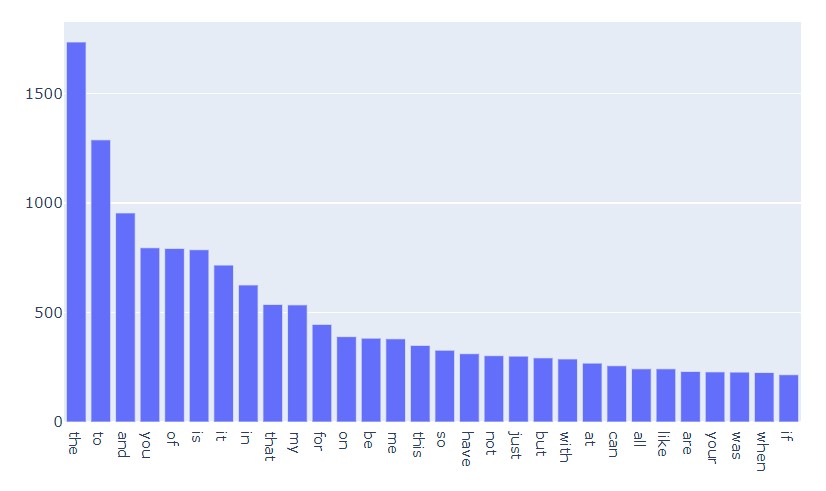 1500
1000
500
0
the to and you of is it in that my for on be me this so have not just but with at can all like are your was when if